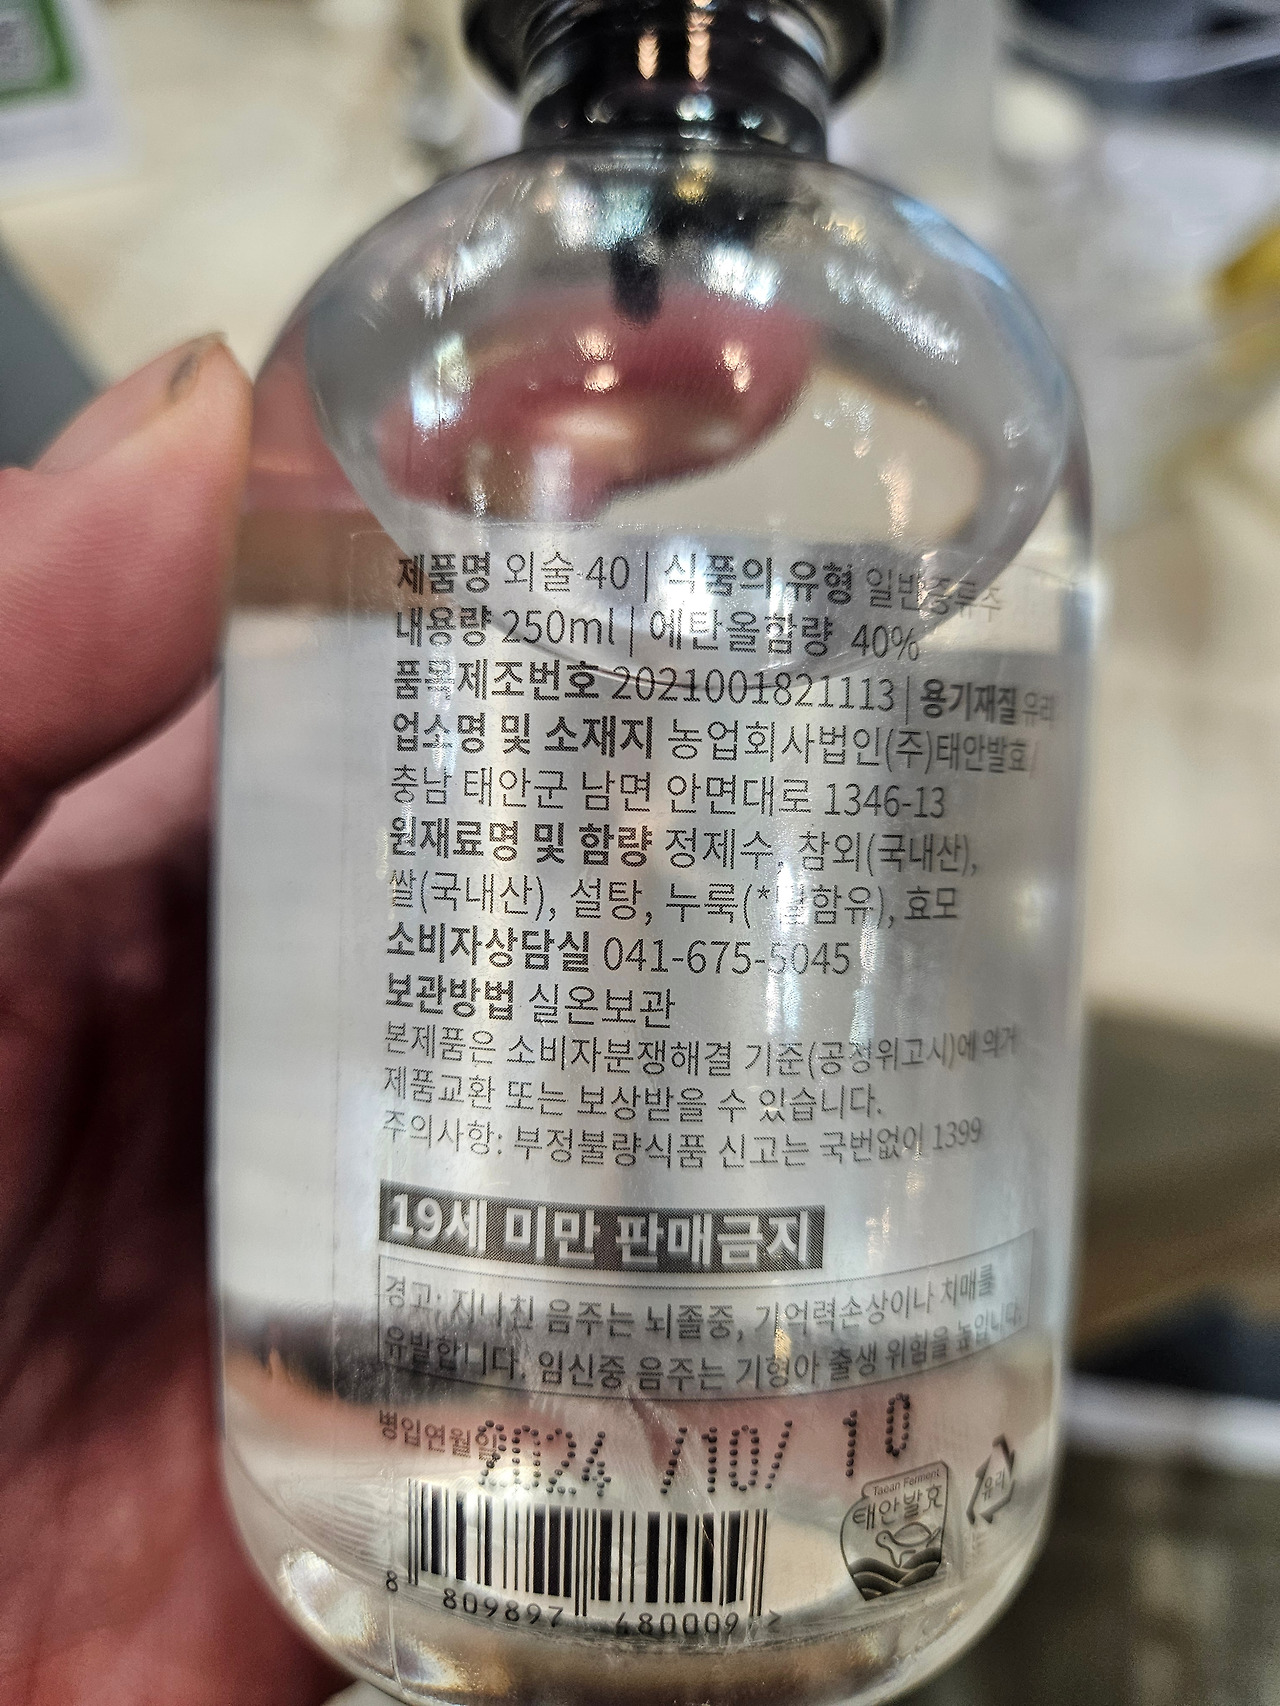 제품명 외술 40 | 식품의 유형 일반증류주
내용량 250ml | 에탄올함량 40%
품목제조번호 2021001821113 | 용기재질 유리
업소명 및 소재지 농업회사법인(주)태안발효 /
충남 태안군 남면 안면대로 1346-13
원재료명 및 함량 정제수, 참외(국내산),
쌀(국내산), 설탕, 누룩(*밀함유), 효모
소비자상담실 041-675-5045
보관방법 실온보관
본제품은 소비자분쟁해결 기준(공정위고시)에 의거
제품교환 또는 보상받을 수 있습니다.
주의사항: 부정불량식품 신고는 국번없이 1399
19세 미만 판매금지
경고: 지나친 음주는 뇌졸중, 기억력손상이나 치매를
유발합니다. 임신중 음주는 기형아 출생 위험을 높입니다.
병입연월일 2024 /10/ 10
Taean Ferment
태안발효
유리
8 809897 480009 >